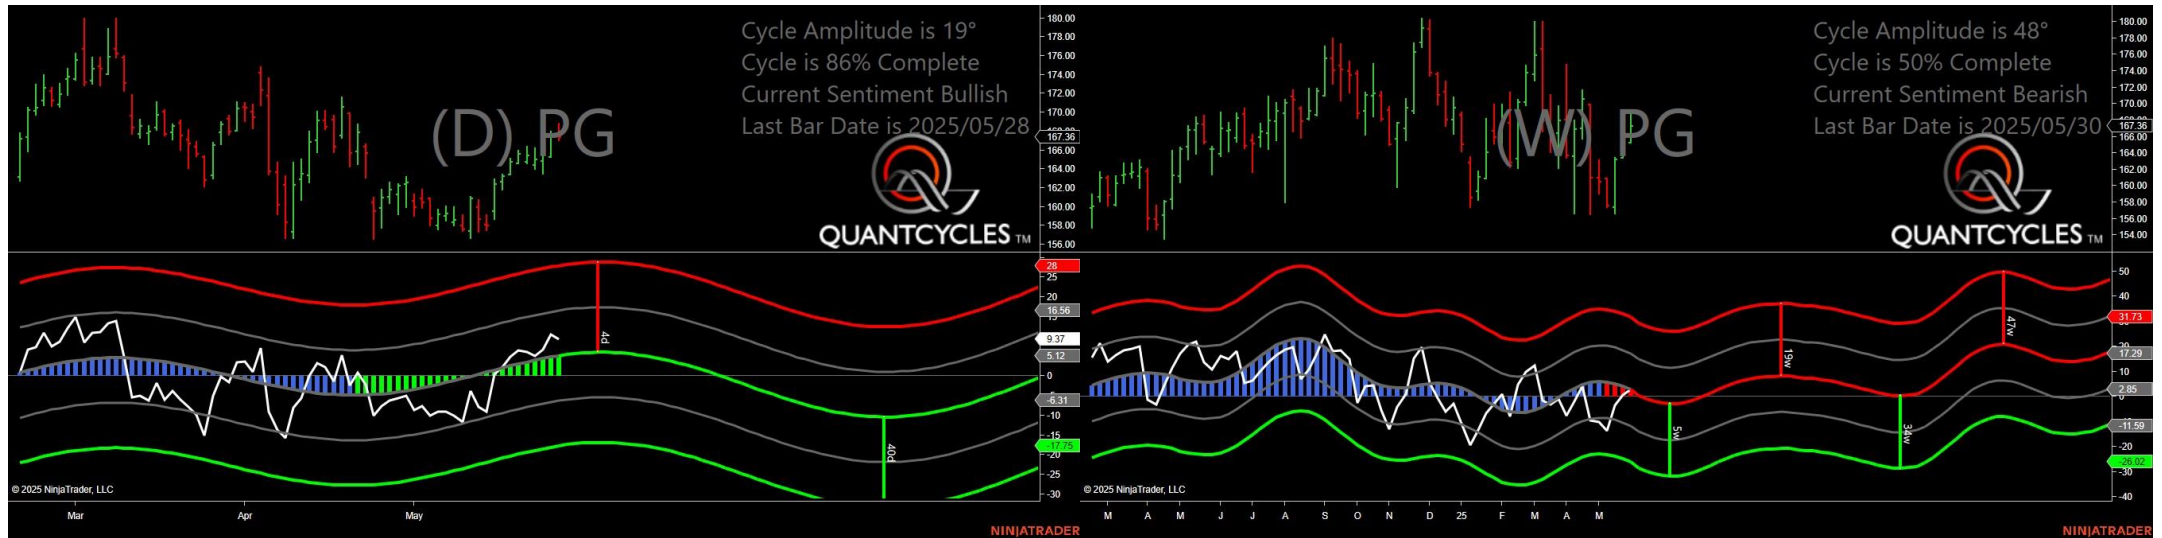 Cycle Amplitude is 19°
Cycle is 86% Complete
Current Sentiment Bullish
Last Bar Date is 2025/05/28
(D) PG
QUANTCYCLES TM
180.00
178.00
176.00
174.00
172.00
170.00
167.36
166.00
164.00
162.00
160.00
158.00
156.00
28
25
20
16.56
15
9.37
5.12
0
-6.31
-10
-15
-17.75
-20
-25
-30
4d
40d
© 2025 NinjaTrader, LLC
Mar
Apr
May
NINJATRADER
Cycle Amplitude is 48°
Cycle is 50% Complete
Current Sentiment Bearish
Last Bar Date is 2025/05/30
(W) PG
QUANTCYCLES TM
180.00
178.00
176.00
174.00
172.00
170.00
167.36
166.00
164.00
162.00
160.00
158.00
156.00
154.00
50
40
31.73
20
17.29
10
2.85
0
-11.59
-20
-26.02
-30
-40
5w
19w
34w
47w
© 2025 NinjaTrader, LLC
M A M J J A S O N D 25 F M A M
NINJATRADER